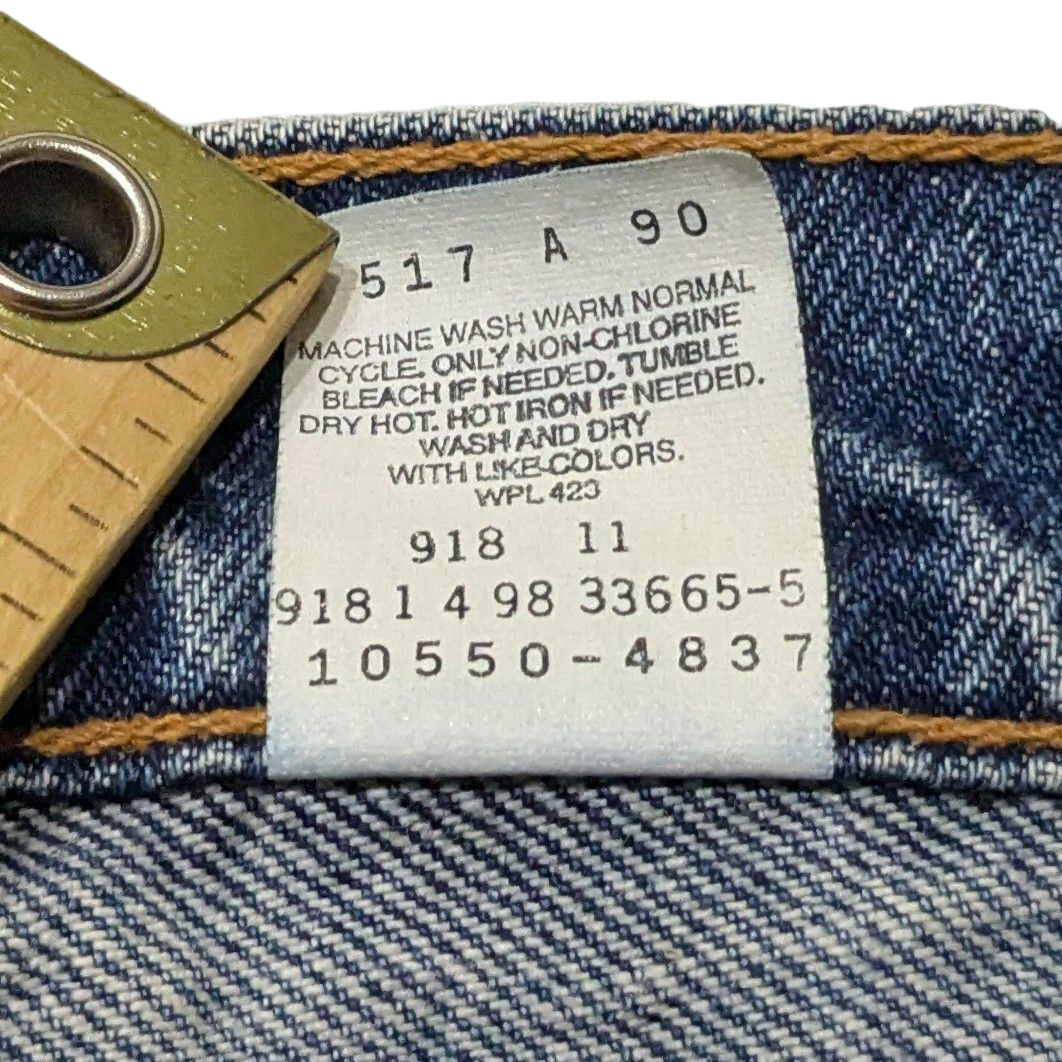 517 A 90
MACHINE WASH WARM NORMAL
CYCLE. ONLY NON-CHLORINE
BLEACH IF NEEDED. TUMBLE
DRY HOT. HOT IRON IF NEEDED.
WASH AND DRY
WITH LIKE COLORS.
WPL 423
918 11
918 1 4 98 33665-5
10550-4837